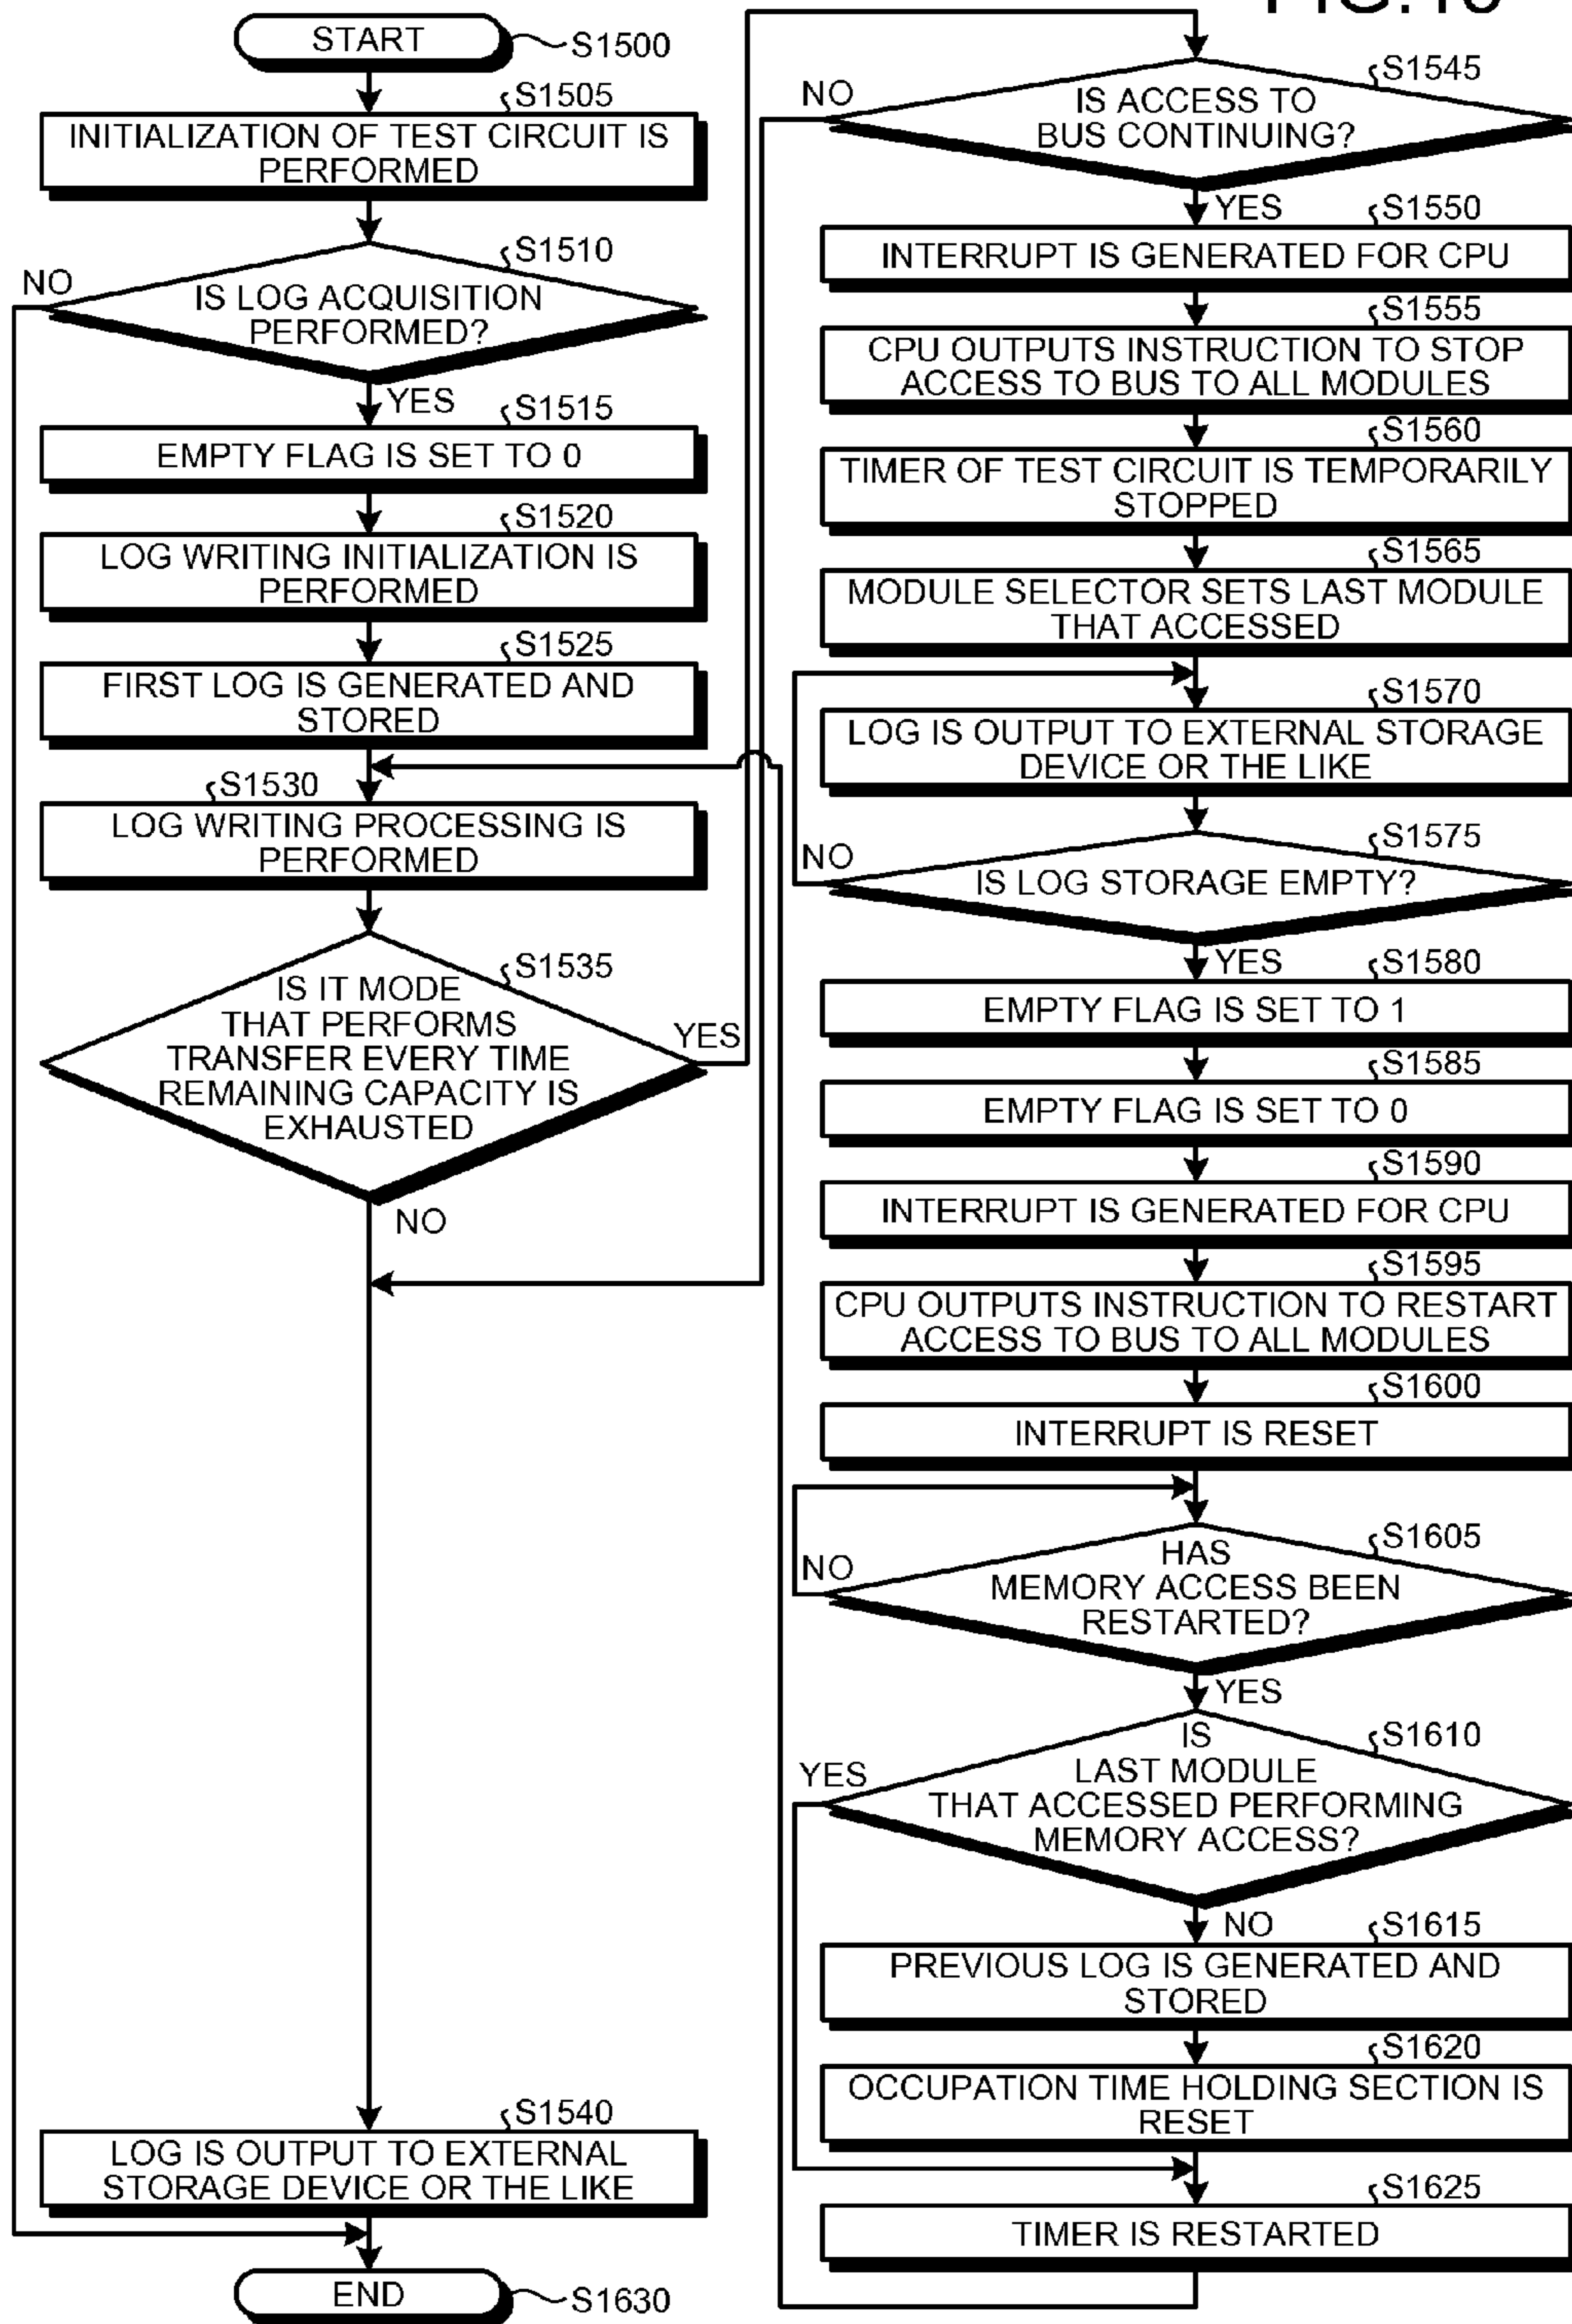 START
S1500
S1505
INITIALIZATION OF TEST CIRCUIT IS
PERFORMED
S1510
NO
IS LOG ACQUISITION
PERFORMED?
YES
S1515
EMPTY FLAG IS SET TO 0
S1520
LOG WRITING INITIALIZATION IS
PERFORMED
S1525
FIRST LOG IS GENERATED AND
STORED
S1530
LOG WRITING PROCESSING IS
PERFORMED
S1535
IS IT MODE
THAT PERFORMS
TRANSFER EVERY TIME
REMAINING CAPACITY IS
EXHAUSTED
YES
NO
S1540
LOG IS OUTPUT TO EXTERNAL
STORAGE DEVICE OR THE LIKE
END
S1630
S1545
NO
IS ACCESS TO
BUS CONTINUING?
YES
S1550
INTERRUPT IS GENERATED FOR CPU
S1555
CPU OUTPUTS INSTRUCTION TO STOP
ACCESS TO BUS TO ALL MODULES
S1560
TIMER OF TEST CIRCUIT IS TEMPORARILY
STOPPED
S1565
MODULE SELECTOR SETS LAST MODULE
THAT ACCESSED
S1570
LOG IS OUTPUT TO EXTERNAL STORAGE
DEVICE OR THE LIKE
S1575
NO
IS LOG STORAGE EMPTY?
YES
S1580
EMPTY FLAG IS SET TO 1
S1585
EMPTY FLAG IS SET TO 0
S1590
INTERRUPT IS GENERATED FOR CPU
S1595
CPU OUTPUTS INSTRUCTION TO RESTART
ACCESS TO BUS TO ALL MODULES
S1600
INTERRUPT IS RESET
S1605
NO
HAS
MEMORY ACCESS BEEN
RESTARTED?
YES
S1610
YES
IS
LAST MODULE
THAT ACCESSED PERFORMING
MEMORY ACCESS?
NO
S1615
PREVIOUS LOG IS GENERATED AND
STORED
S1620
OCCUPATION TIME HOLDING SECTION IS
RESET
S1625
TIMER IS RESTARTED